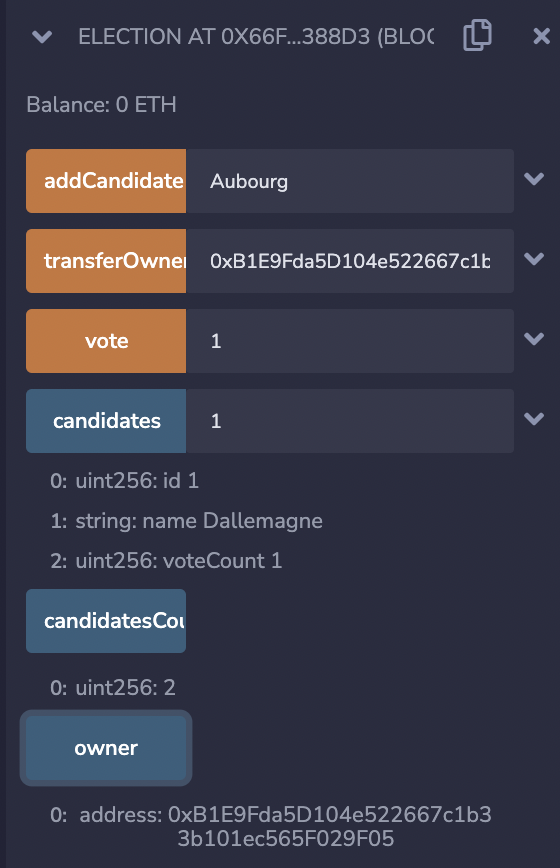 ELECTION AT 0X66F...388D3 (BLOC
Balance: 0 ETH
addCandidate Aubourg
transferOwner 0xB1E9Fda5D104e522667c1b
vote 1
candidates 1
0: uint256: id 1
1: string: name Dallemagne
2: uint256: voteCount 1
candidatesCou
0: uint256: 2
owner
0: address: 0xB1E9Fda5D104e522667c1b3
3b101ec565F029F05